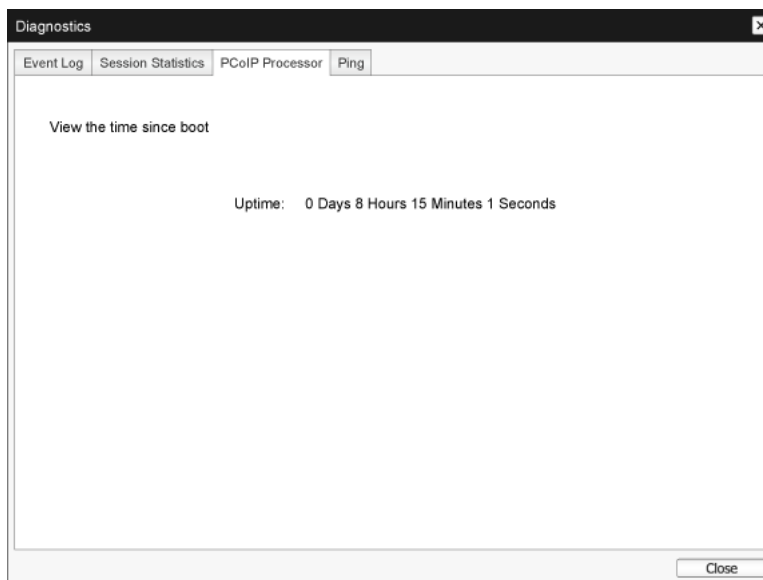 Diagnostics
Event Log Session Statistics PCoIP Processor Ping
View the time since boot
Uptime: 0 Days 8 Hours 15 Minutes 1 Seconds
Close